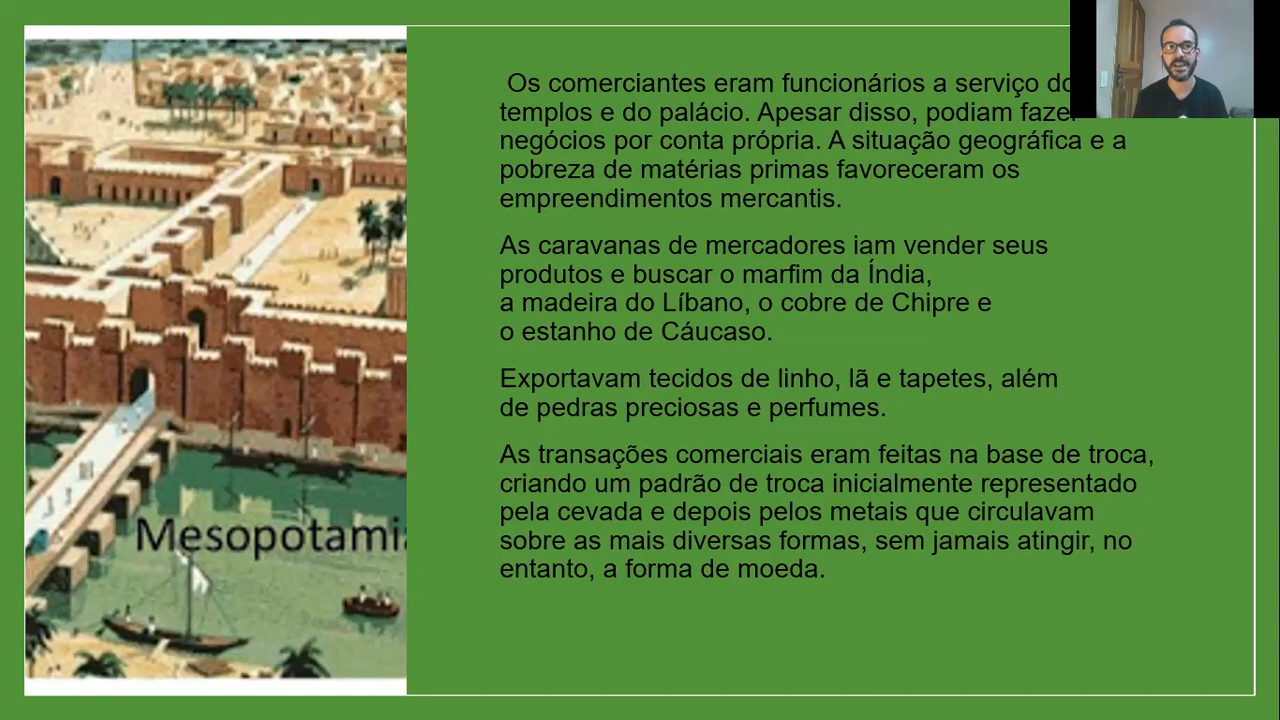 Os comerciantes eram funcionários a serviço
templos e do palácio. Apesar disso, podiam
negócios por conta própria. A situação geográfica e a
pobreza de matérias primas favoreceram os
empreendimentos mercantis.
As caravanas de mercadores iam vender seus
produtos e buscar o marfim da Índia,
a madeira do Líbano, o cobre de Chipre e
o estanho de Cáucaso.
Exportavam tecidos de linho, lã e tapetes, além
de pedras preciosas e perfumes.
As transações comerciais eram feitas na base de troca,
criando um padrão de troca inicialmente representado
pela cevada e depois pelos metais que circulavam
sobre as mais diversas formas, sem jamais atingir, no
entanto, a forma de moeda.
Mesopotamia